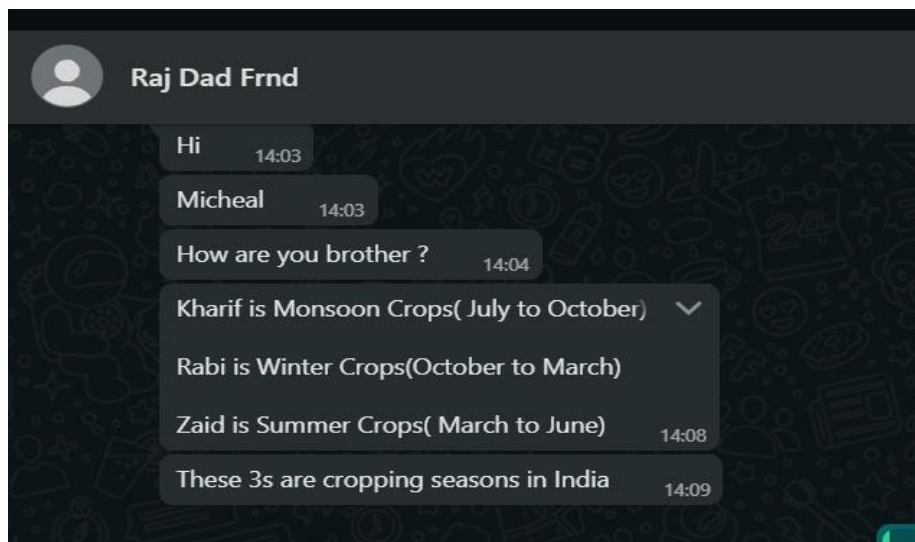 Raj Dad Frnd
Hi 14:03
Micheal 14:03
How are you brother ? 14:04
Kharif is Monsoon Crops( July to October)
Rabi is Winter Crops(October to March)
Zaid is Summer Crops( March to June) 14:08
These 3s are cropping seasons in India 14:09